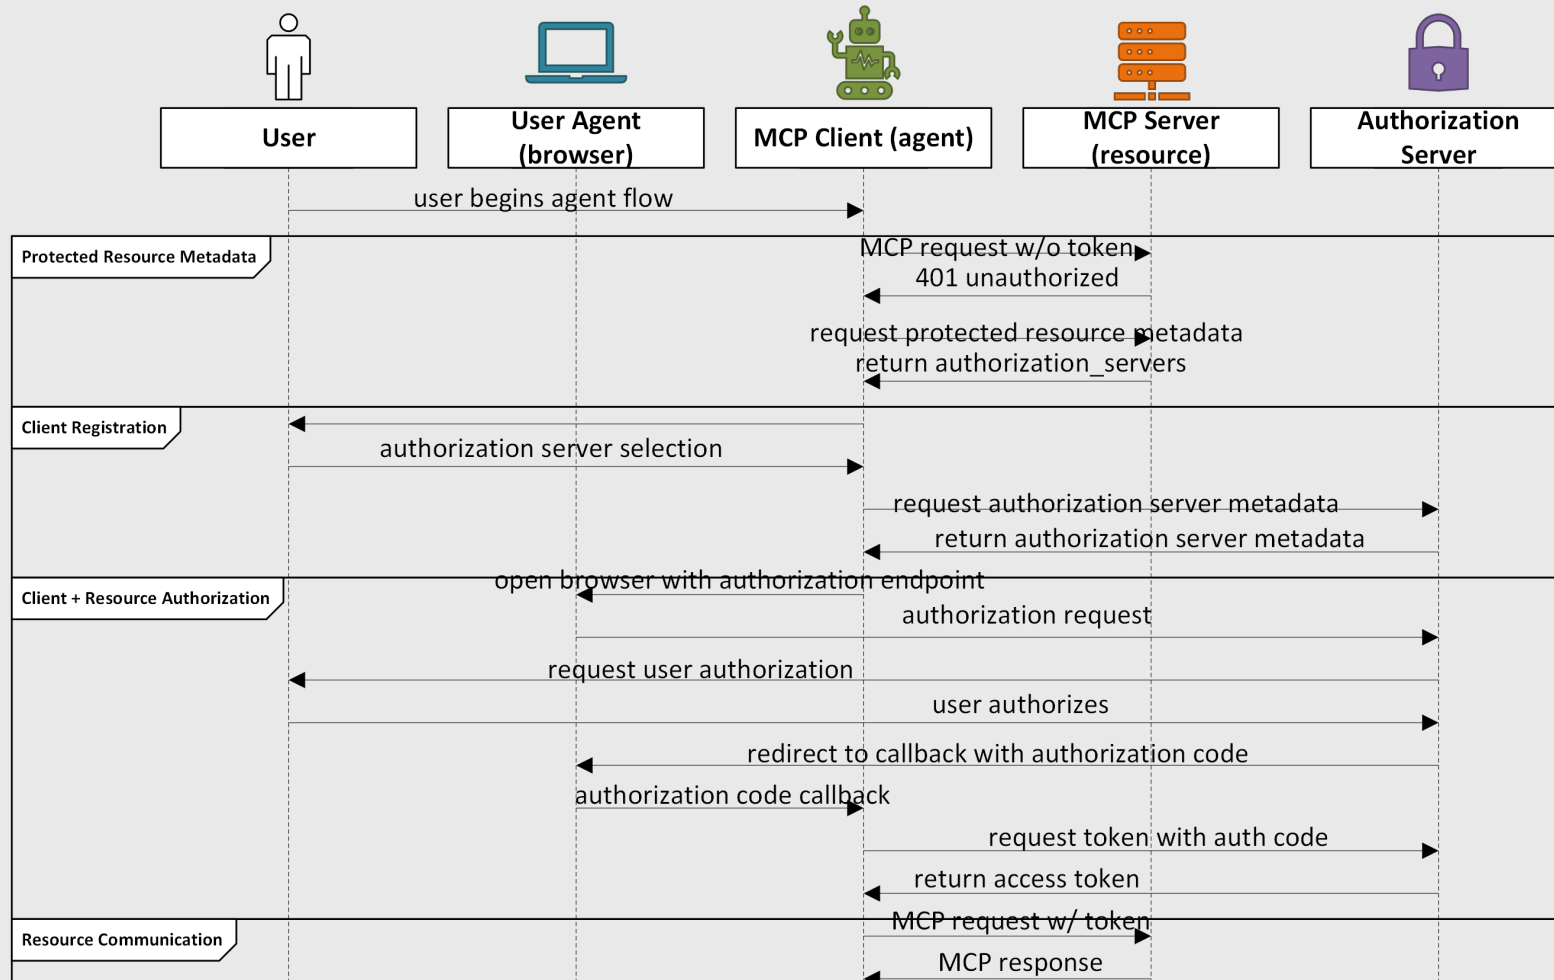 User
User Agent
(browser)
MCP Client (agent)
MCP Server
(resource)
Authorization
Server
user begins agent flow
Protected Resource Metadata
MCP request w/o token
401 unauthorized
request protected resource metadata
return authorization_servers
Client Registration
authorization server selection
request authorization server metadata
return authorization server metadata
Client + Resource Authorization
open browser with authorization endpoint
authorization request
request user authorization
user authorizes
redirect to callback with authorization code
authorization code callback
request token with auth code
return access token
Resource Communication
MCP request w/ token
MCP response